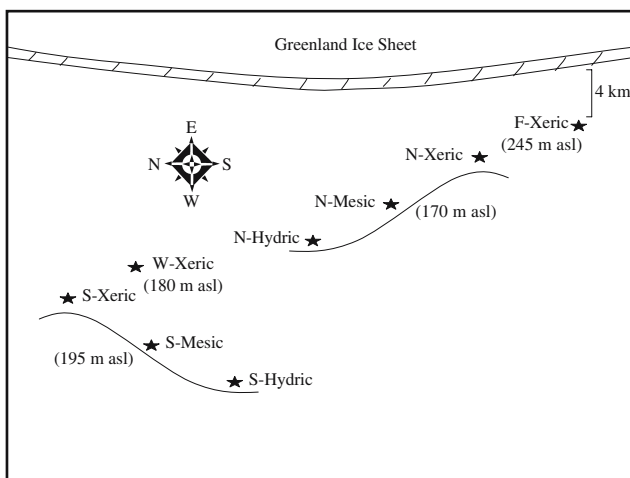 Greenland Ice Sheet
4 km
F-Xeric
(245 m asl)
E
N S
W
N-Xeric
N-Mesic
(170 m asl)
N-Hydric
W-Xeric
(180 m asl)
S-Xeric
S-Mesic
(195 m asl)
S-Hydric